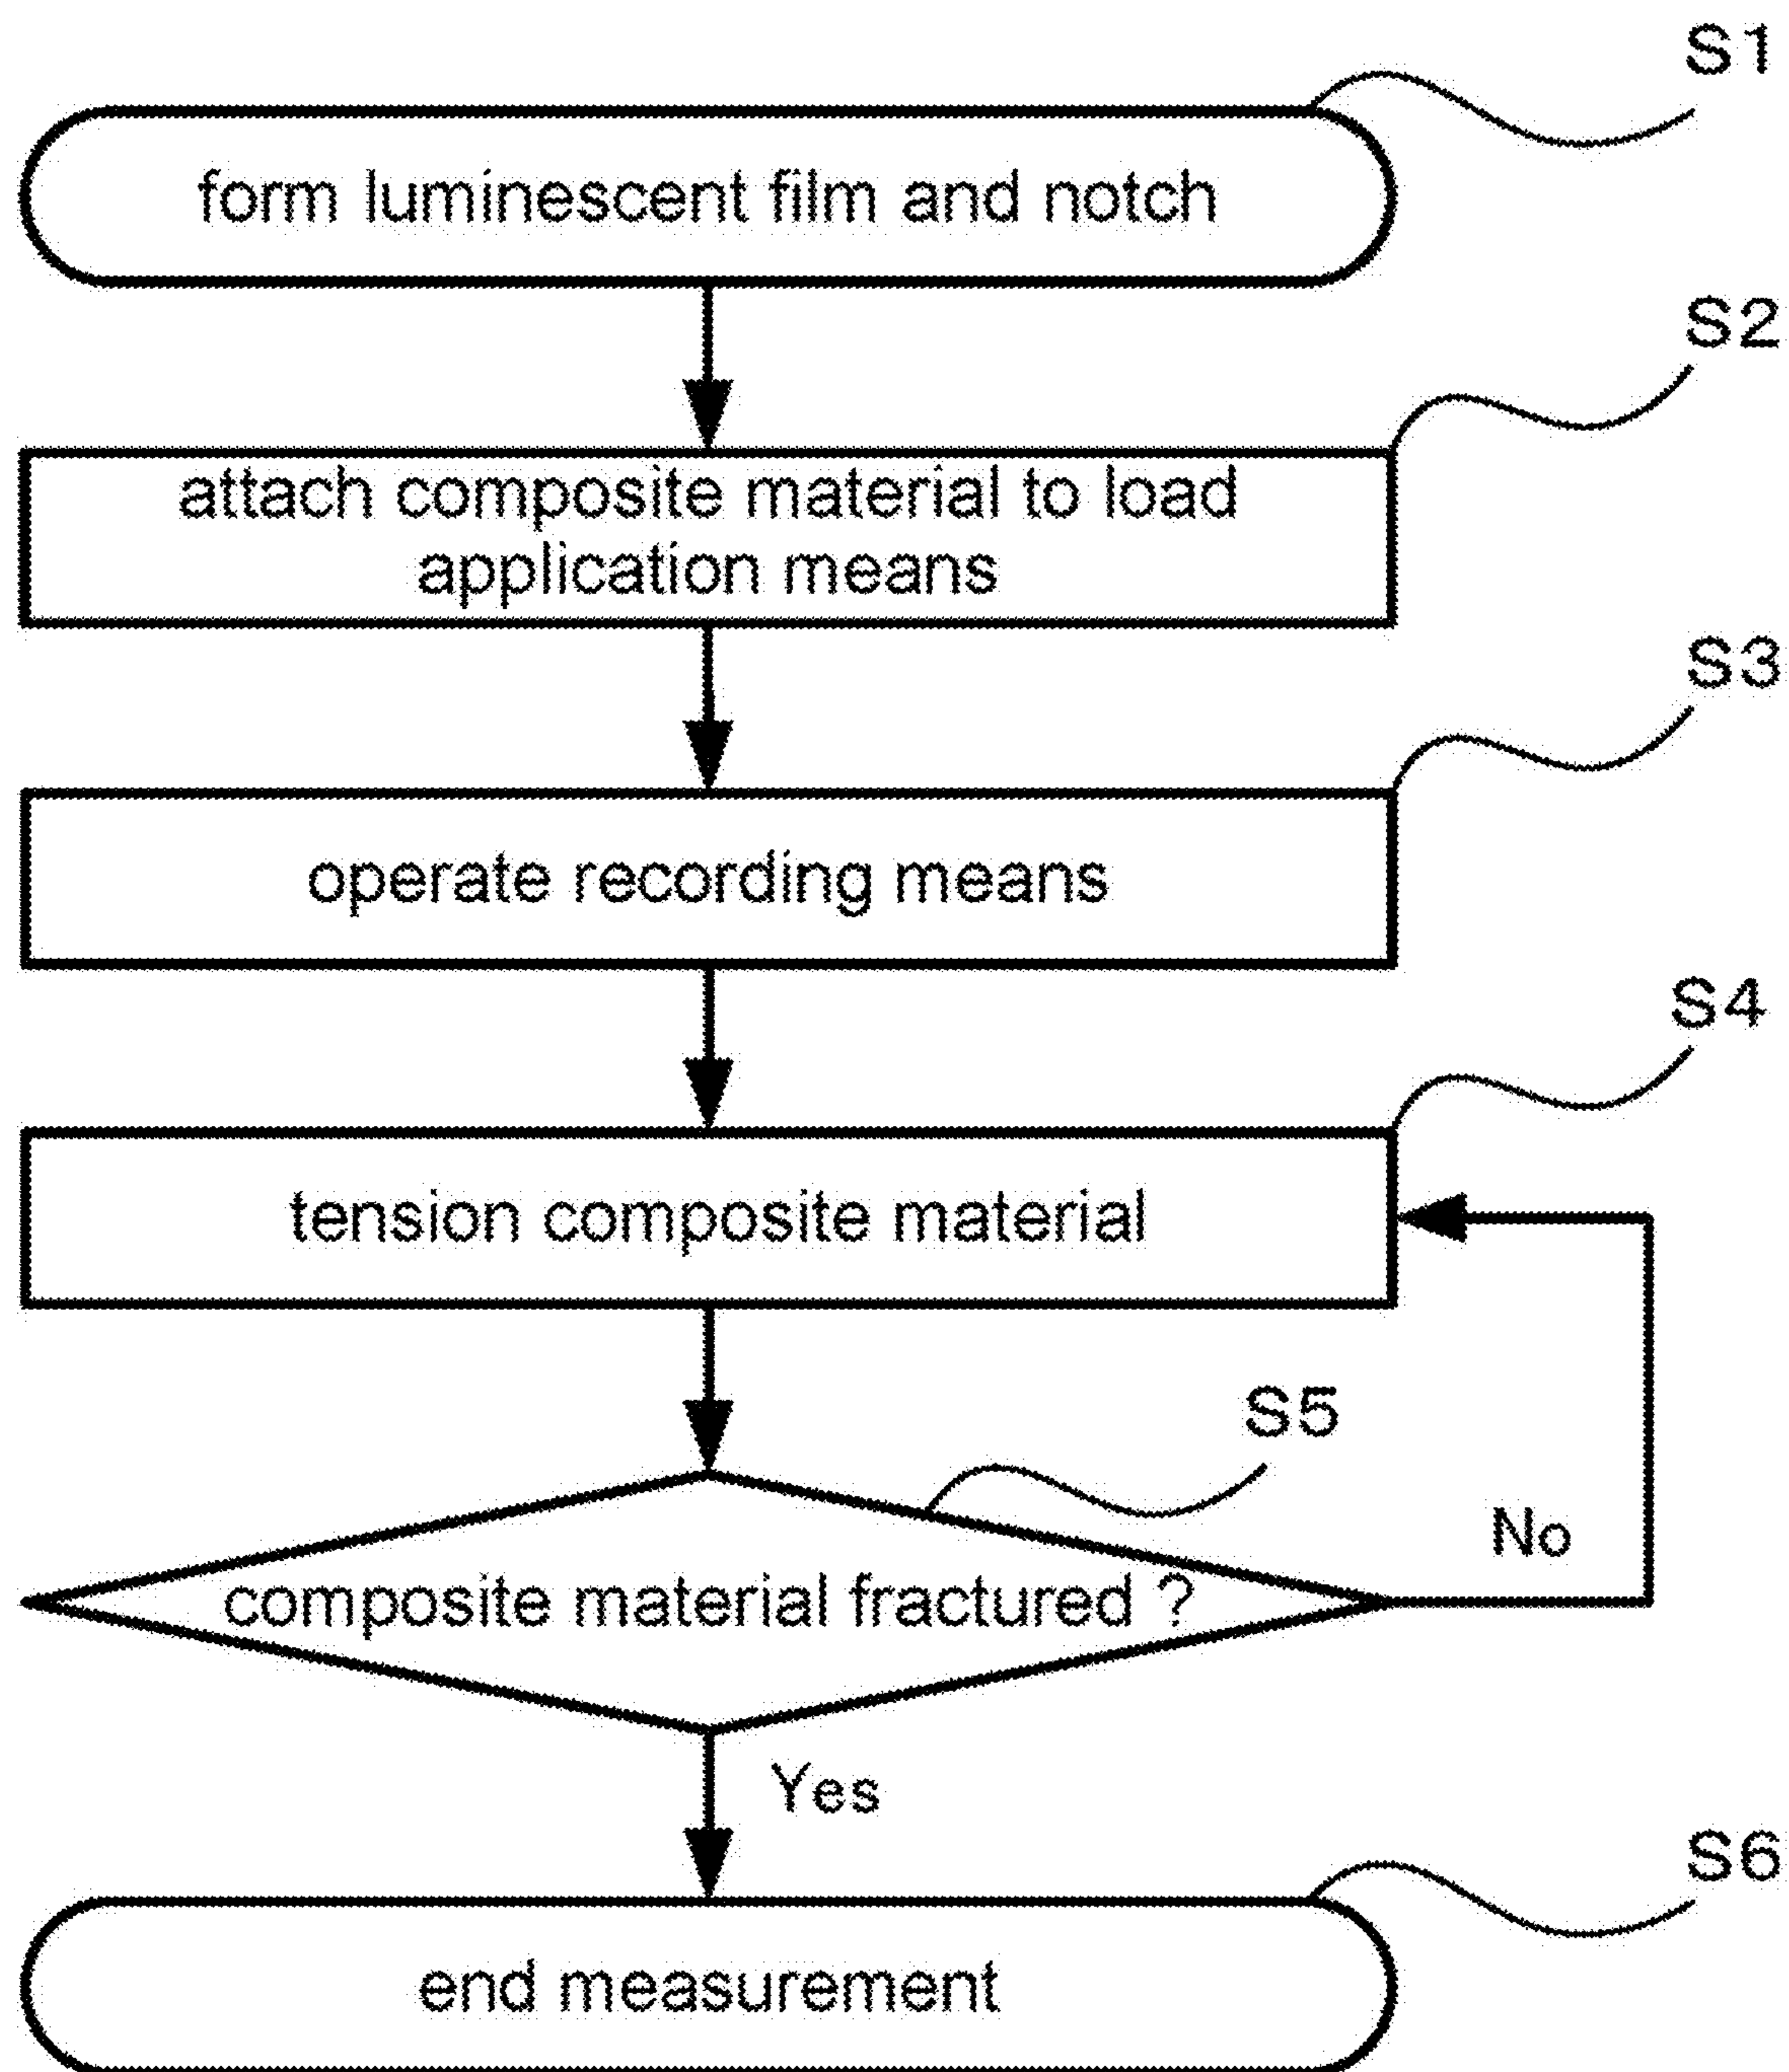 S1
form luminescent film and notch
S2
attach composite material to load
application means
S3
operate recording means
S4
tension composite material
S5
No
composite material fractured ?
Yes
S6
end measurement